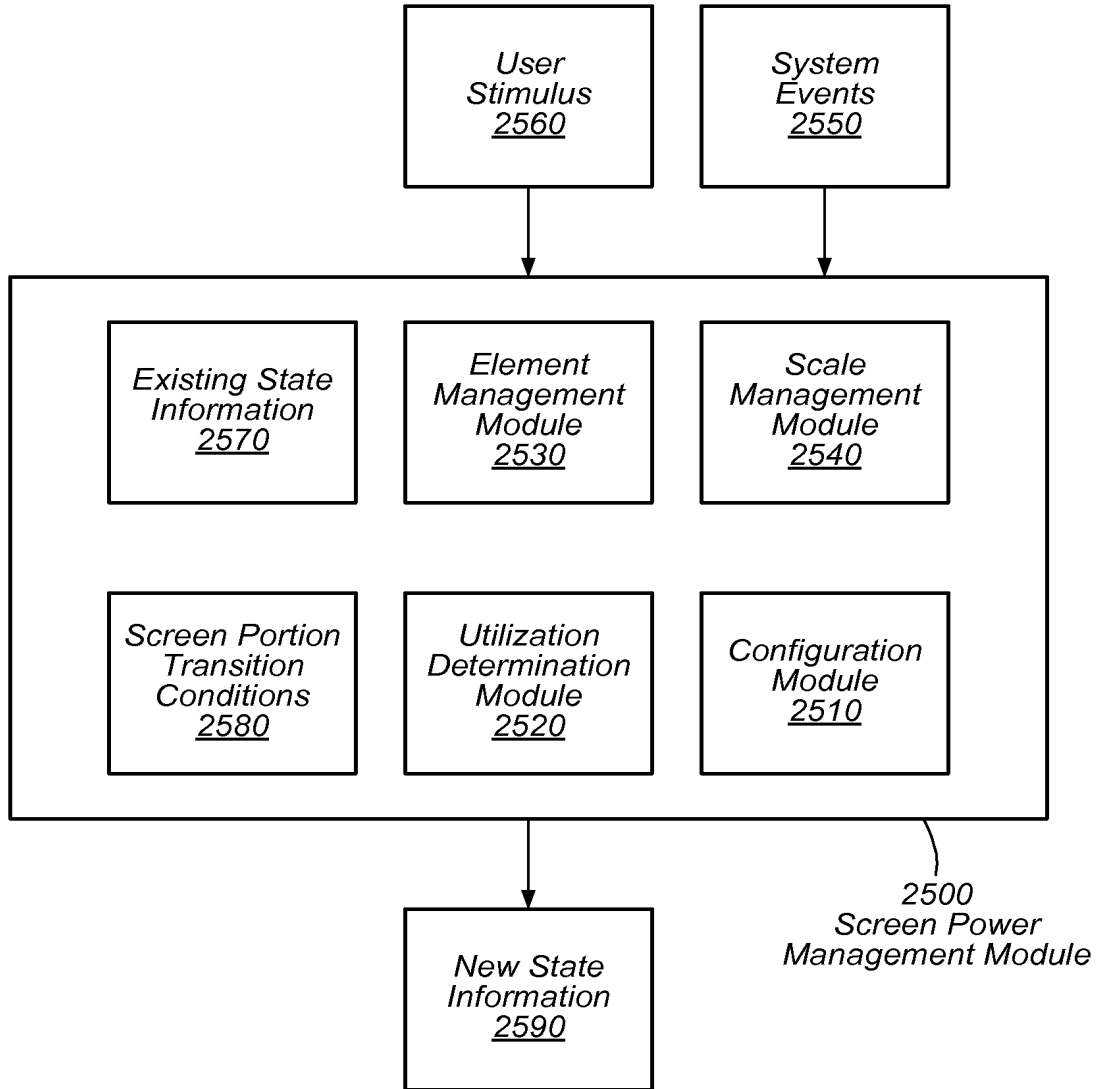 User
Stimulus
2560
System
Events
2550
Existing State
Information
2570
Element
Management
Module
2530
Scale
Management
Module
2540
Screen Portion
Transition
Conditions
2580
Utilization
Determination
Module
2520
Configuration
Module
2510
2500
Screen Power
Management Module
New State
Information
2590